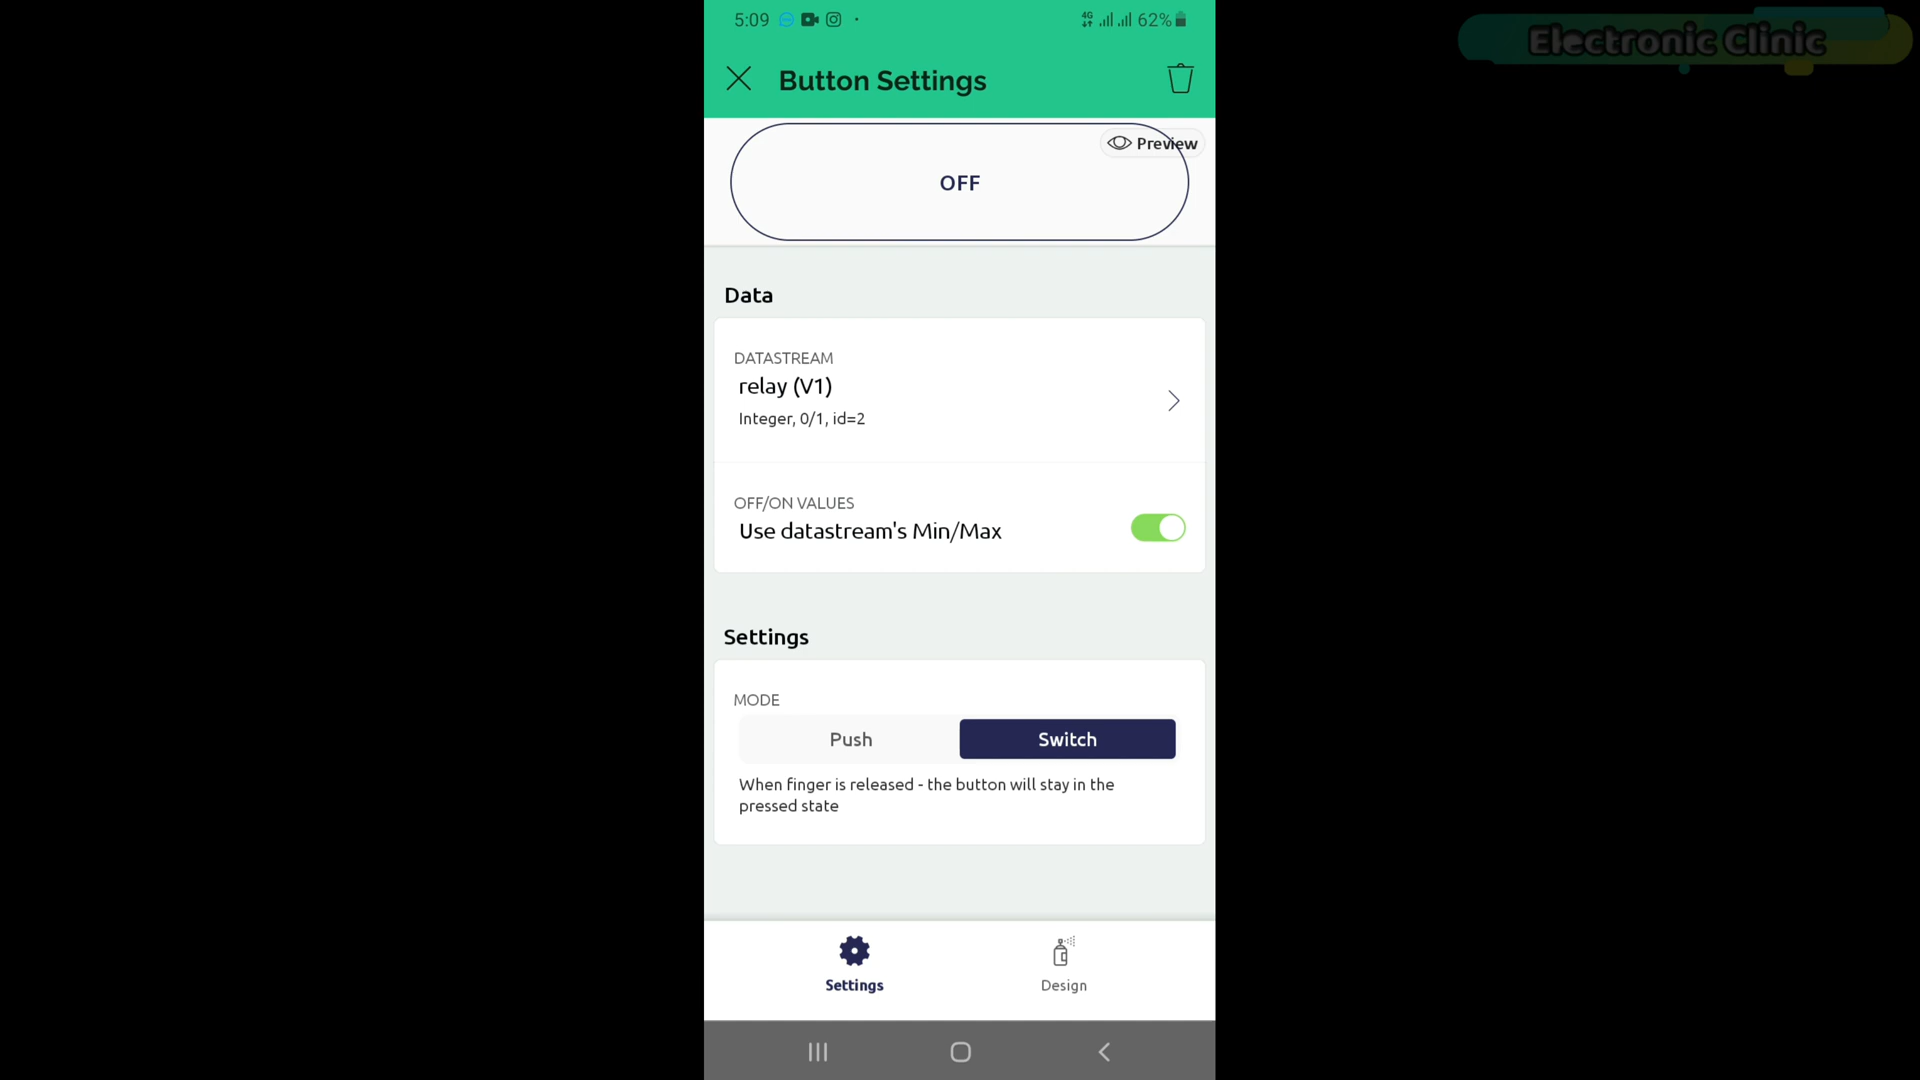 5:09
4G 62%
Electronic Clinic
Button Settings
Preview
OFF
Data
DATASTREAM
relay (V1)
Integer, 0/1, id=2
OFF/ON VALUES
Use datastream's Min/Max
Settings
MODE
Push Switch
When finger is released - the button will stay in the
pressed state
Settings Design